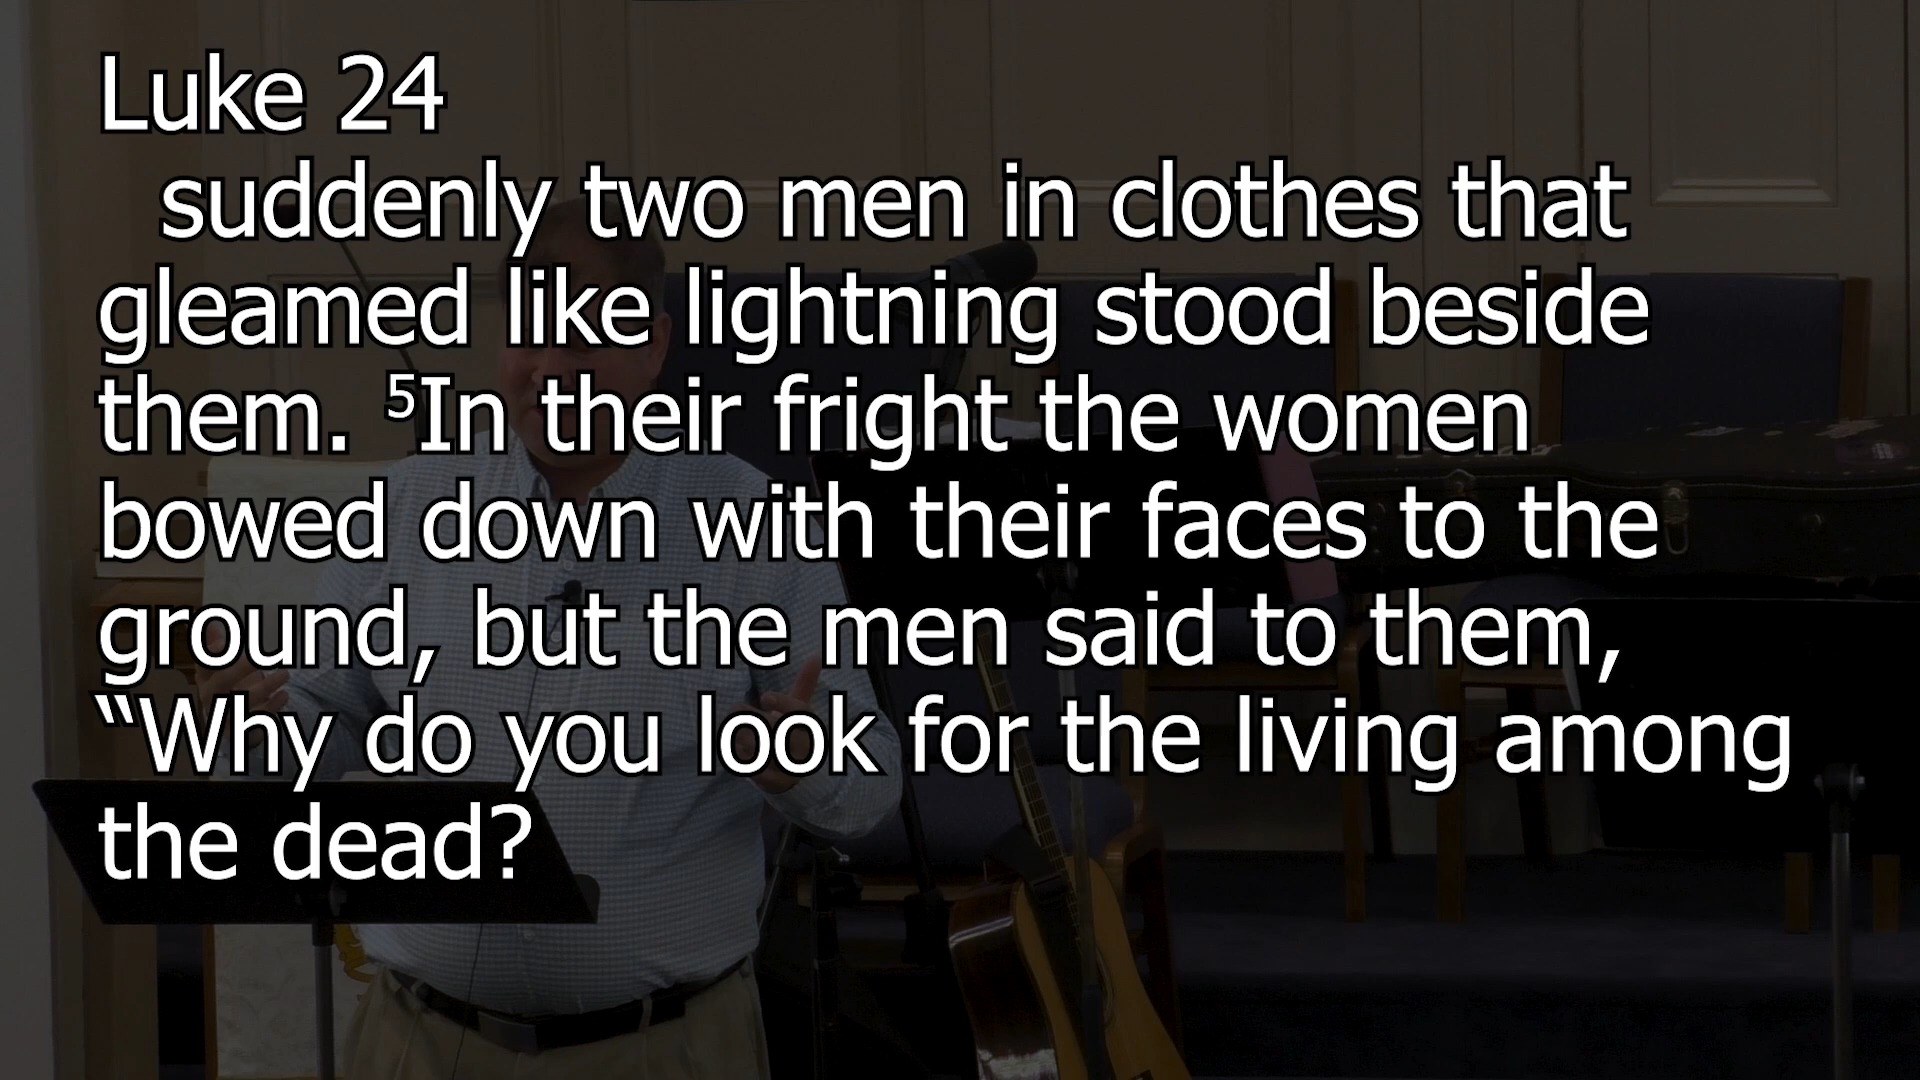 Luke 24
suddenly two men in clothes that
gleamed like lightning stood beside
them. ⁵In their fright the women
bowed down with their faces to the
ground, but the men said to them,
“Why do you look for the living among
the dead?